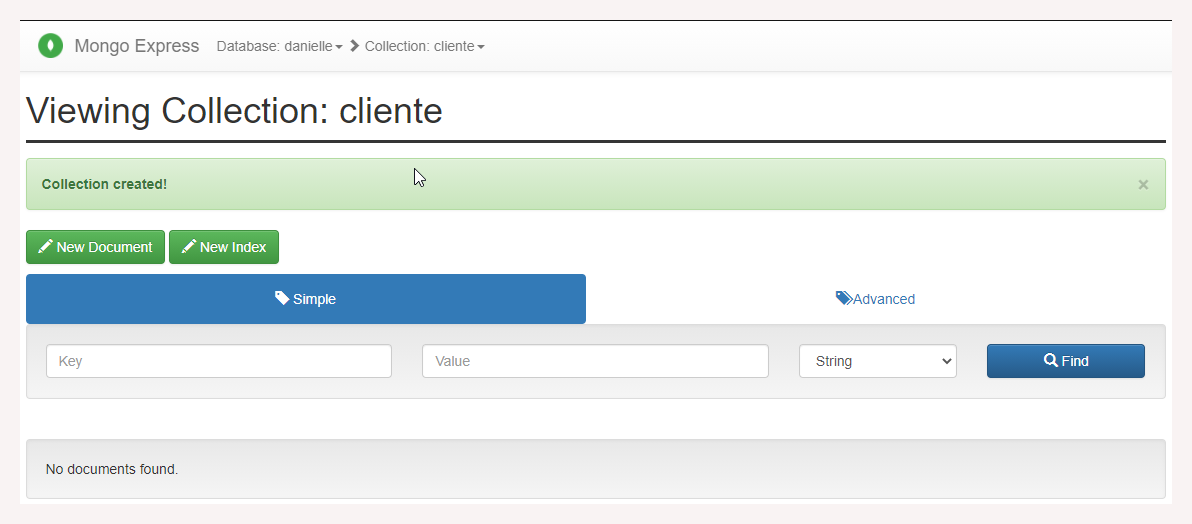 Mongo Express Database: danielle Collection: cliente
Viewing Collection: cliente
Collection created!
×
New Document New Index
Simple Advanced
Key Value String Find
No documents found.